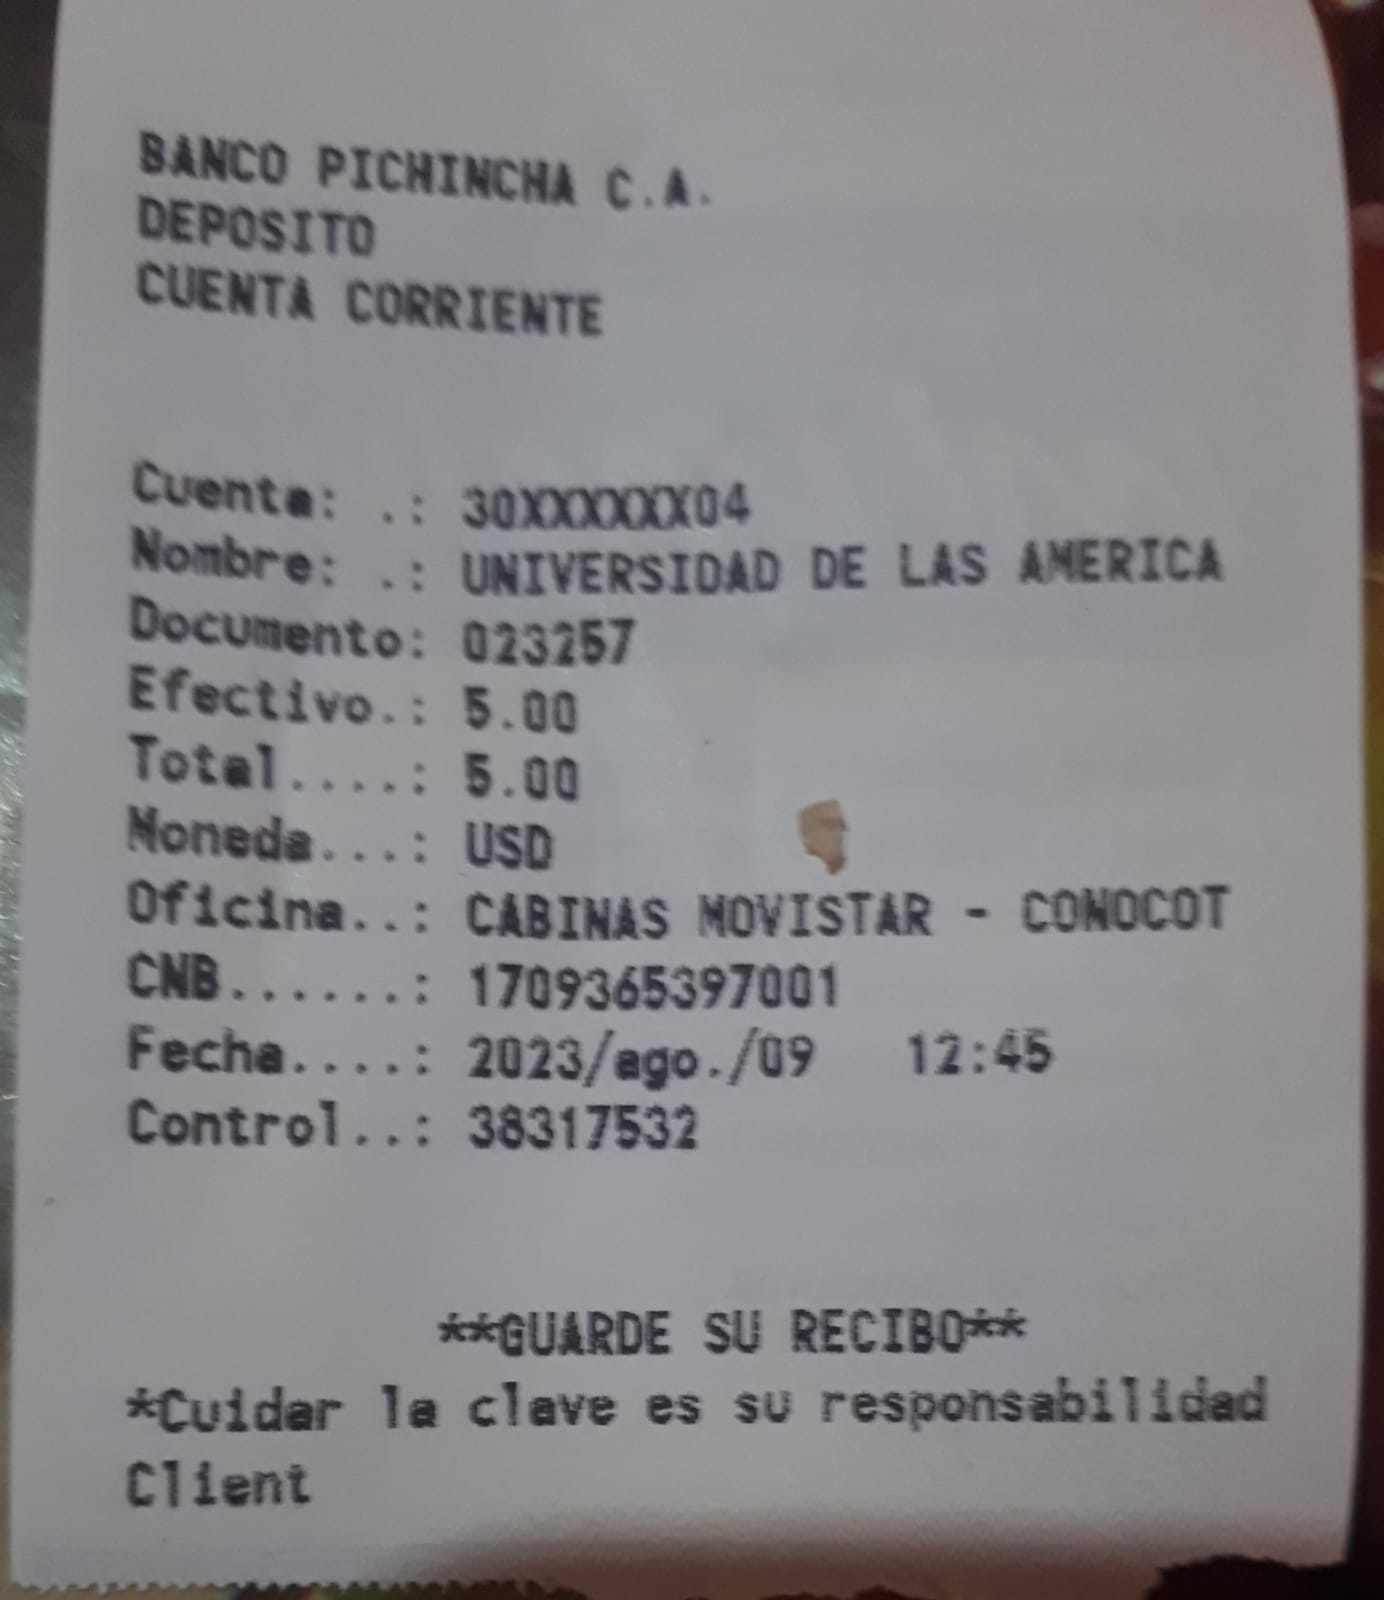 BANCO PICHINCHA C.A.
DEPOSITO
CUENTA CORRIENTE
Cuenta: .: 30XXXXXX04
Nombre: .: UNIVERSIDAD DE LAS AMERICA
Documento: 023257
Efectivo.: 5.00
Total....: 5.00
Moneda...: USD
Oficina..: CABINAS MOVISTAR - CONOCOT
CNB......: 1709365397001
Fecha....: 2023/ago./09 12:45
Control..: 38317532
**GUARDE SU RECIBO**
*Cuidar la clave es su responsabilidad
Client